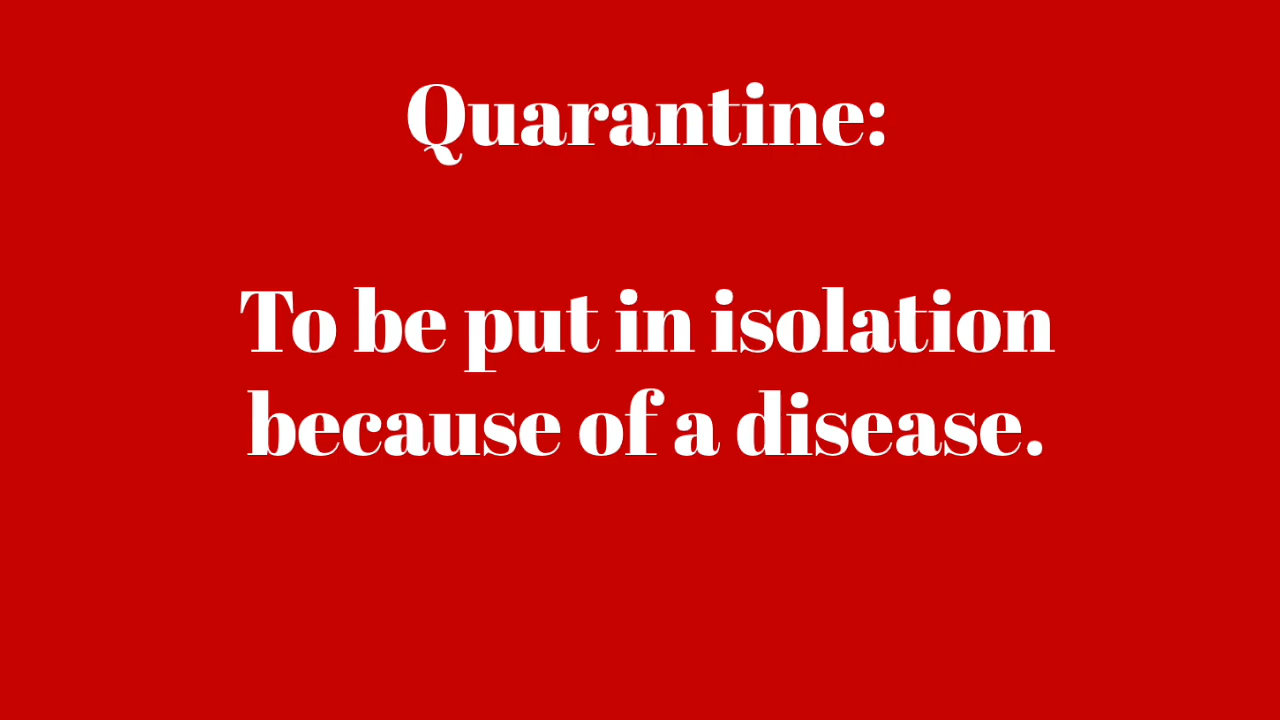 Quarantine:
To be put in isolation
because of a disease.